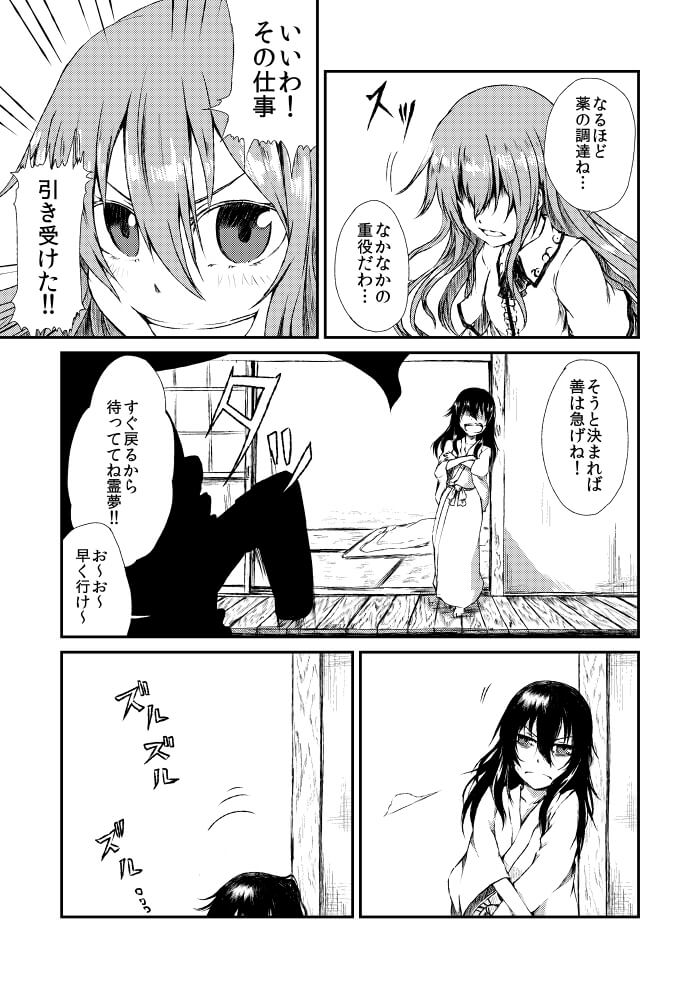 なるほど
薬の調達ね…
スッ
なかなかの
重役だわ…
いいわ！
その仕事
引き受けた!!
そうと決まれば
善は急げね！
ダッ
すぐ戻るから
待っててね霊夢!!
お～お～
早く行け～
ズル
ズル
ズル…